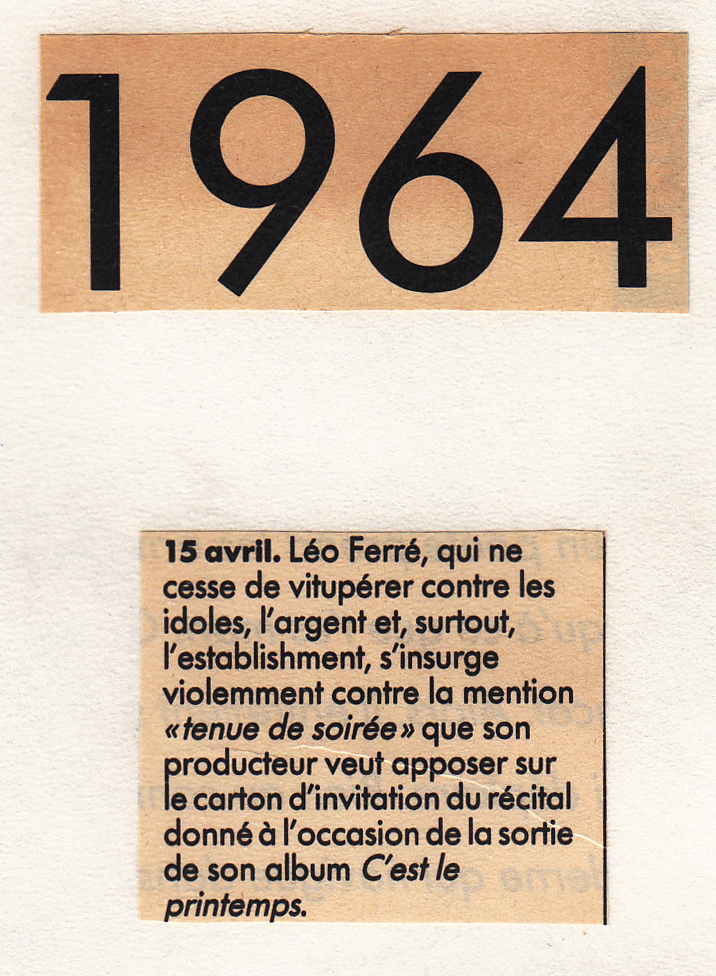 1964
15 avril. Léo Ferré, qui ne
cesse de vitupérer contre les
idoles, l'argent et, surtout,
l'establishment, s'insurge
violemment contre la mention
«tenue de soirée» que son
producteur veut apposer sur
le carton d'invitation du récital
donné à l'occasion de la sortie
de son album C'est le
printemps.